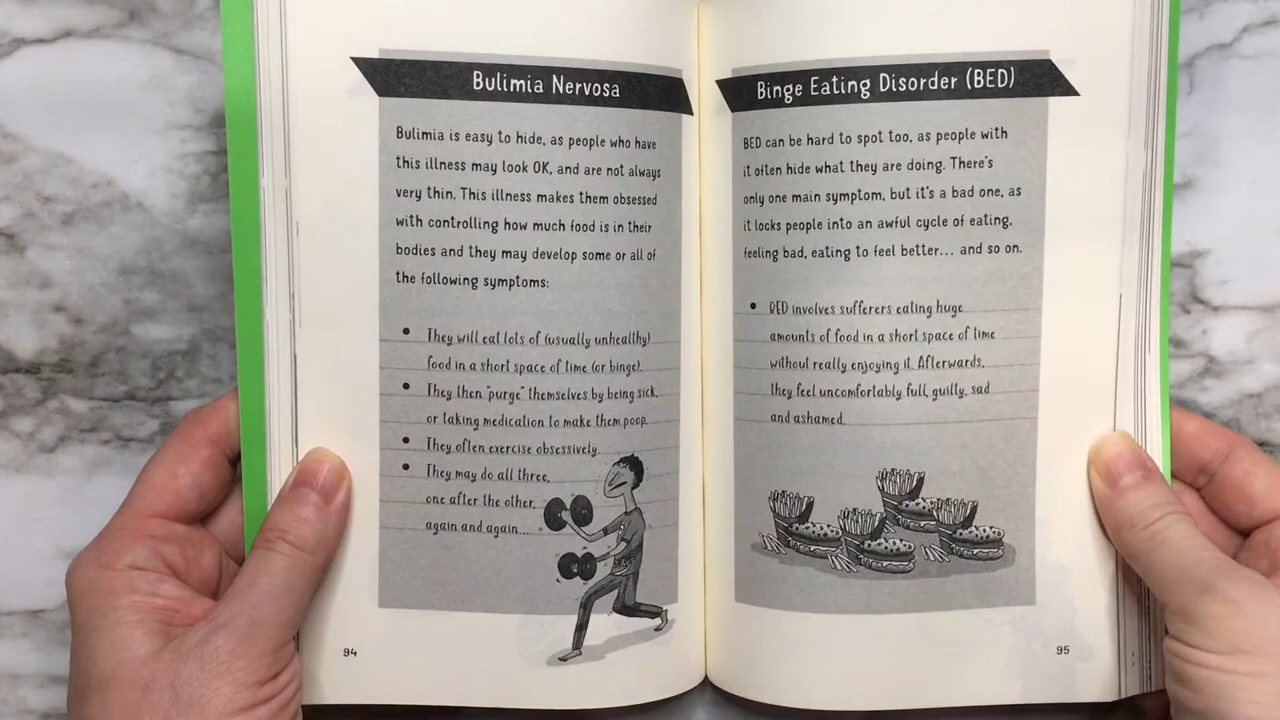 Bulimia Nervosa
Bulimia is easy to hide, as people who have
this illness may look OK, and are not always
very thin. This illness makes them obsessed
with controlling how much food is in their
bodies and they may develop some or all of
the following symptoms:
• They will eat lots of (usually unhealthy)
food in a short space of time (or binge).
• They then "purge" themselves by being sick,
or taking medication to make them poop.
• They often exercise obsessively.
• They may do all three,
one after the other,
again and again...
94
Binge Eating Disorder (BED)
BED can be hard to spot too, as people with
it often hide what they are doing. There's
only one main symptom, but it's a bad one, as
it locks people into an awful cycle of eating,
feeling bad, eating to feel better... and so on.
• BED involves sufferers eating huge
amounts of food in a short space of time
without really enjoying it. Afterwards,
they feel uncomfortably full, guilty, sad
and ashamed.
95